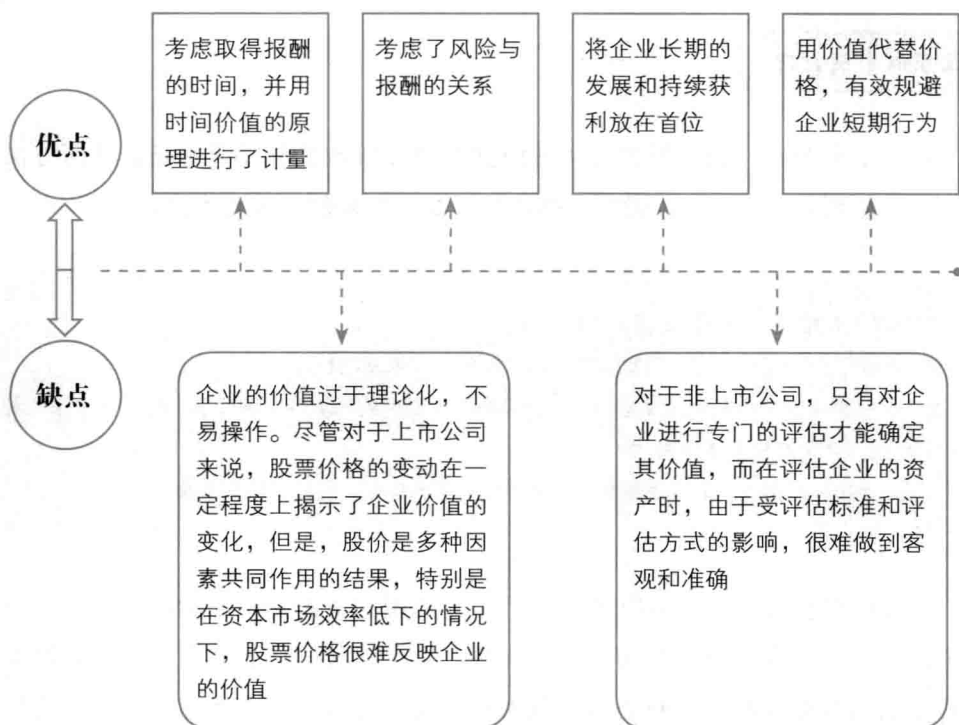 优点
考虑取得报酬
的时间，并用
时间价值的原
理进行了计量
考虑了风险与
报酬的关系
将企业长期的
发展和持续获
利放在首位
用价值代替价
格，有效规避
企业短期行为
缺点
企业的价值过于理论化，不
易操作。尽管对于上市公司
来说，股票价格的变动在一
定程度上揭示了企业价值的
变化，但是，股价是多种因
素共同作用的结果，特别是
在资本市场效率低下的情况
下，股票价格很难反映企业
的价值
对于非上市公司，只有对企
业进行专门的评估才能确定
其价值，而在评估企业的资
产时，由于受评估标准和评
估方式的影响，很难做到客
观和准确